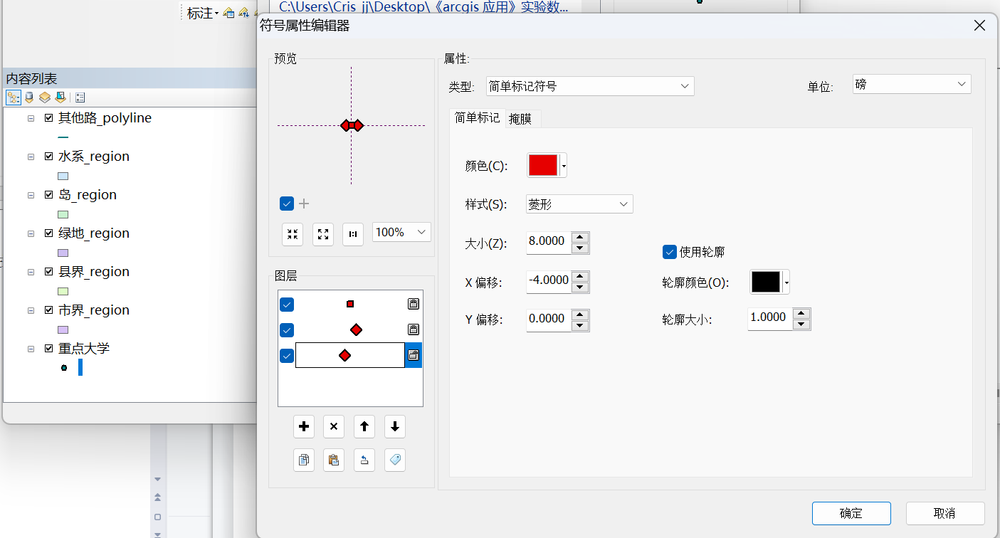 标注
C:\Users\Cris_jj\Desktop\《arcgis 应用》实验数...
内容列表
其他路_polyline
水系_region
岛_region
绿地_region
县界_region
市界_region
重点大学
符号属性编辑器
预览
100%
图层
属性:
类型:
简单标记符号
单位:
磅
简单标记
掩膜
颜色(C):
样式(S):
菱形
大小(Z):
8.0000
使用轮廓
X 偏移:
-4.0000
轮廓颜色(O):
Y 偏移:
0.0000
轮廓大小:
1.0000
确定
取消